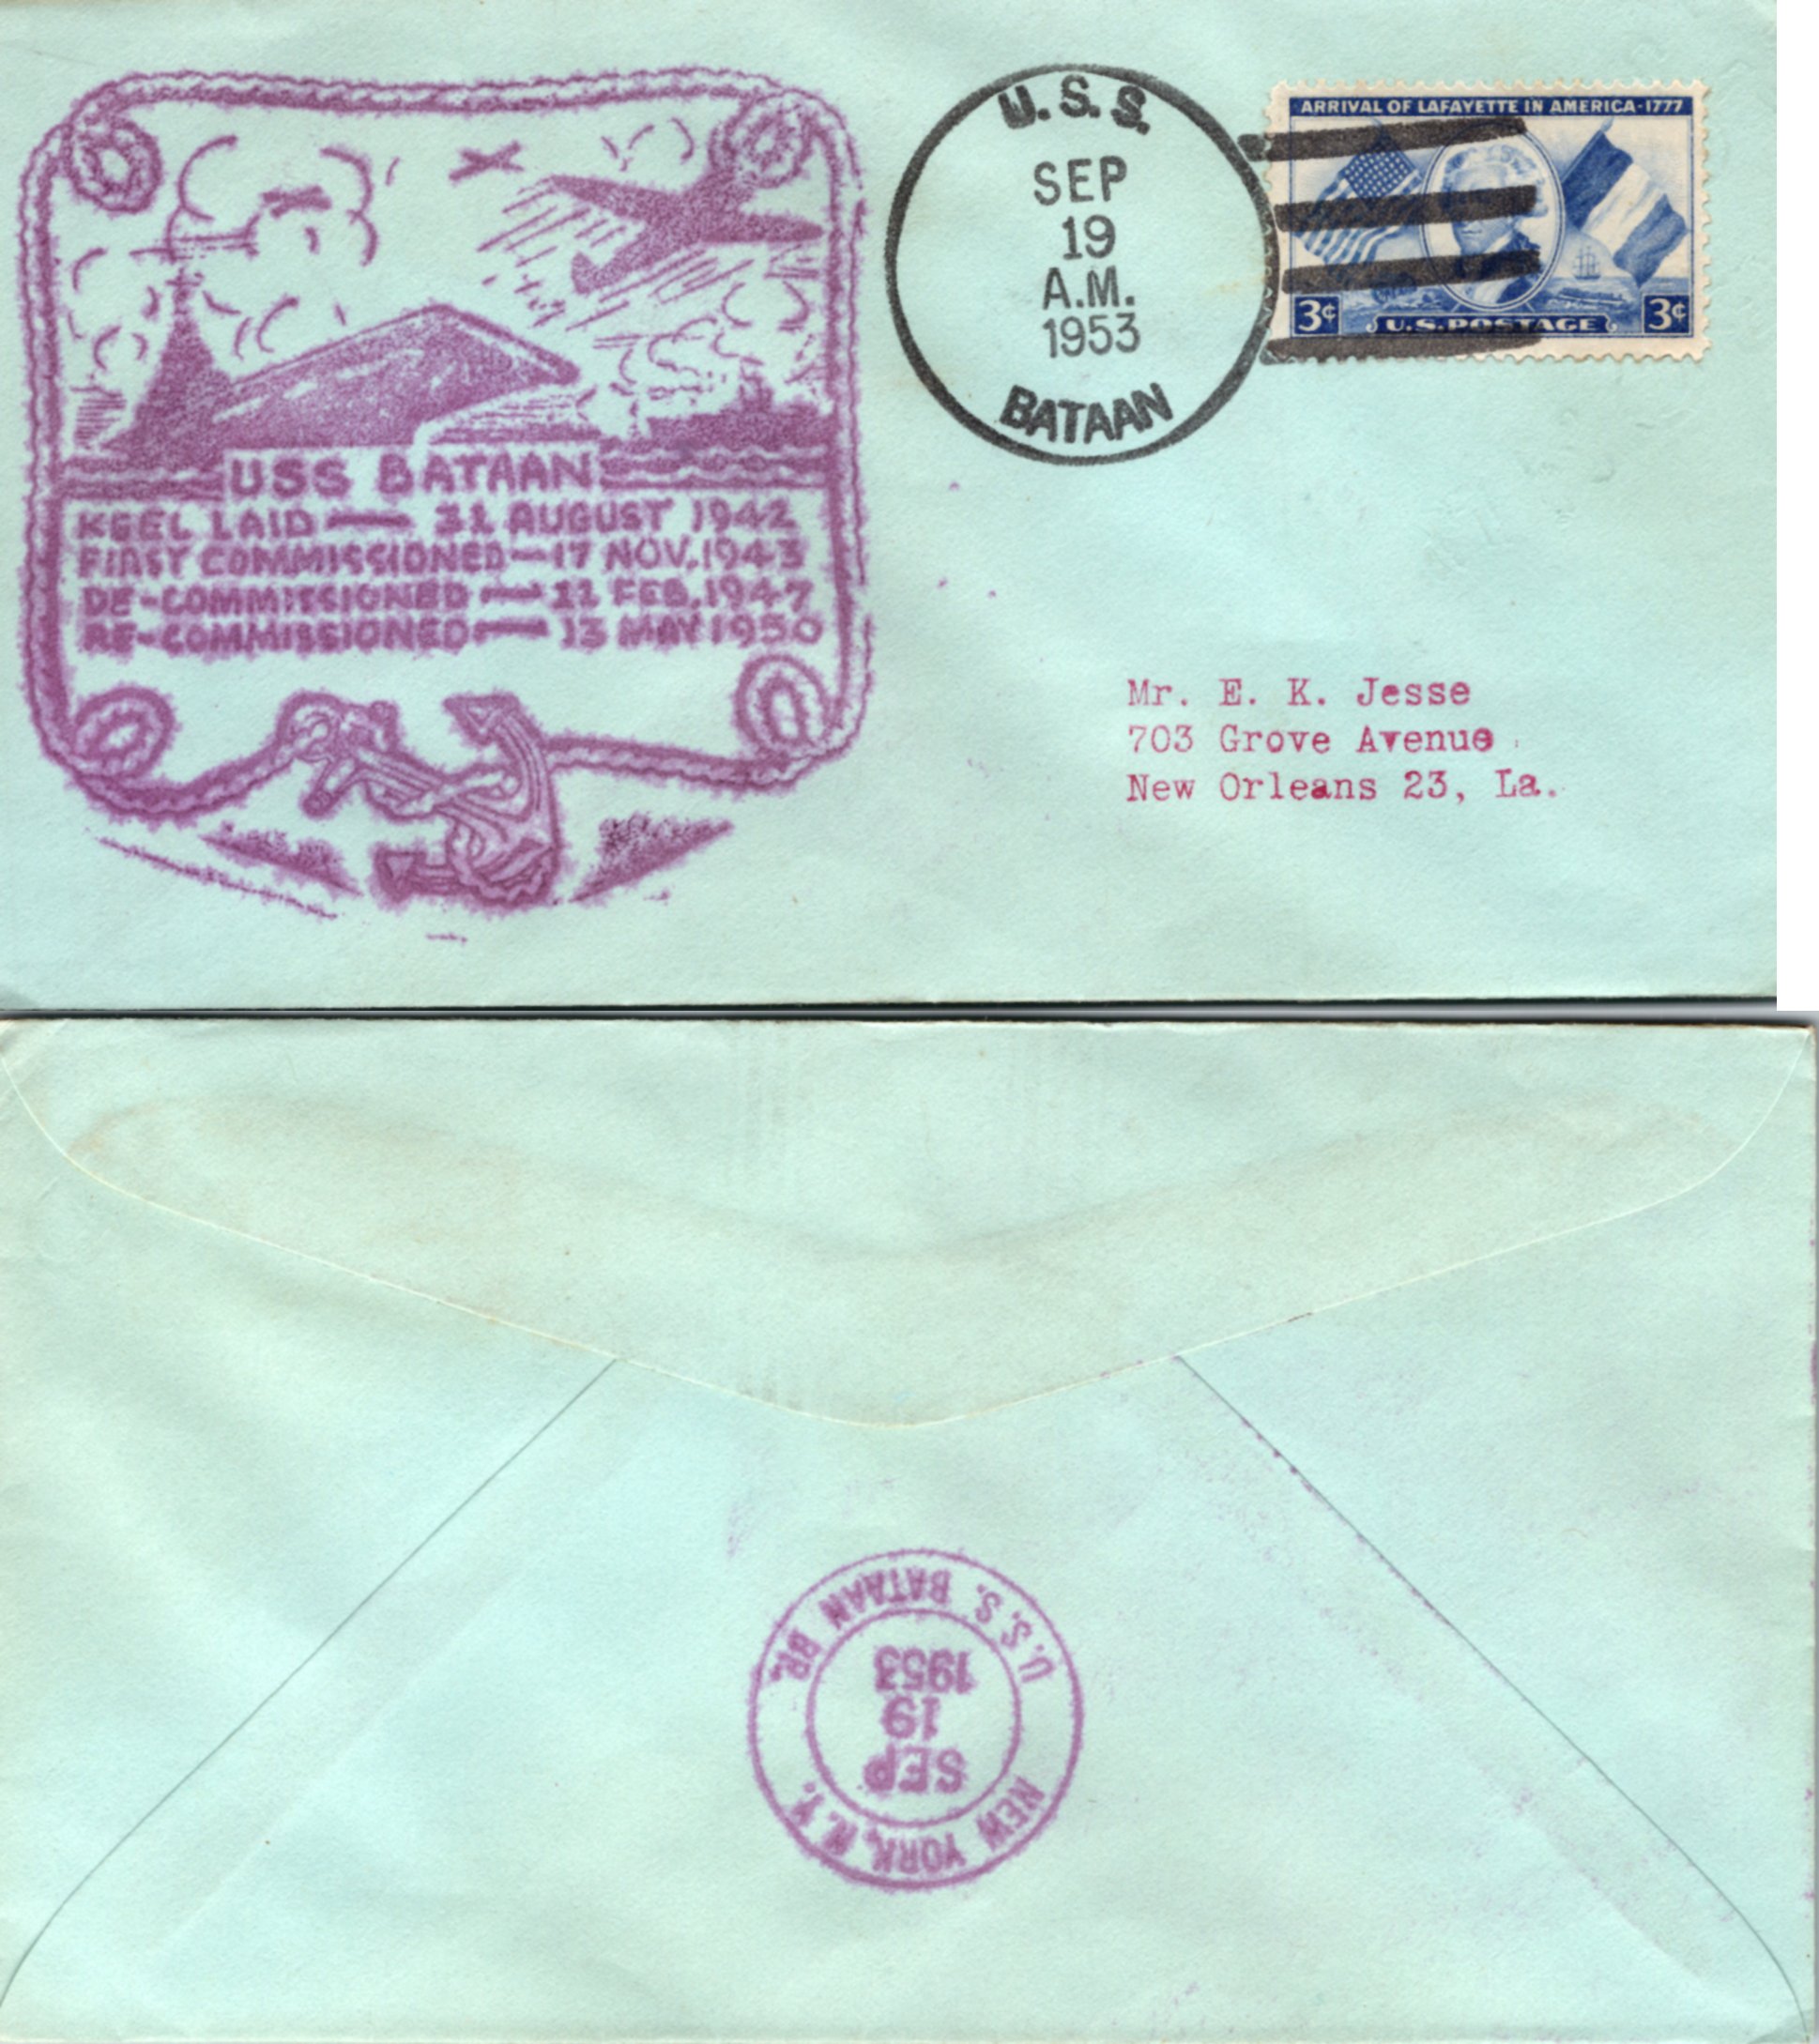 USS BATAAN
KEEL LAID — 31 AUGUST 1942
FIRST COMMISSIONED — 17 NOV. 1943
DE-COMMISSIONED — 11 FEB. 1947
RE-COMMISSIONED — 13 MAY 1950
U.S.S.
SEP
19
A.M.
1953
BATAAN
ARRIVAL OF LAFAYETTE IN AMERICA·1777
3¢ U.S. POSTAGE 3¢
Mr. E. K. Jesse
703 Grove Avenue
New Orleans 23, La.
NEW YORK, N.Y.
SEP
19
1953
U.S.S. BATAAN BR.